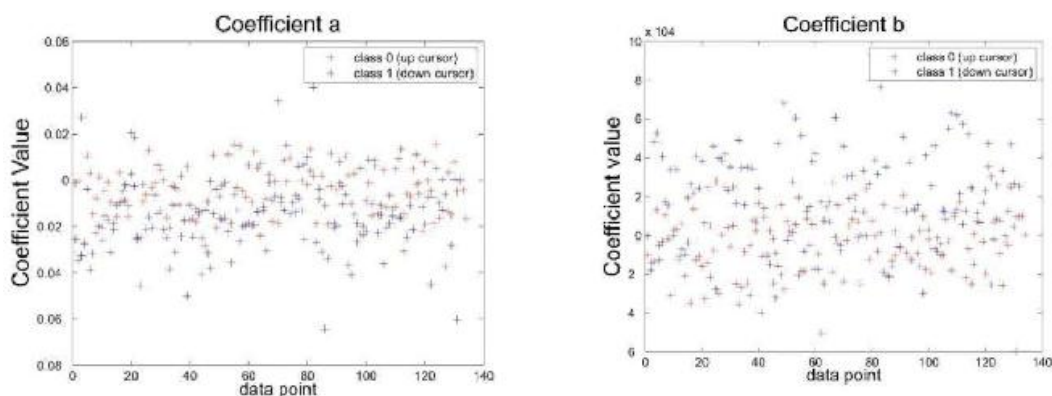 Coefficient a
Coefficient Value
0.06
0.04
0.02
0
0.02
0.04
0.06
0.08
0 20 40 60 80 100 120 140
data point
class 0 (up cursor)
class 1 (down cursor)
Coefficient b
Coefficient value
x 104
10
8
6
4
2
0
2
4
6
0 20 40 60 80 100 120 140
data point
class 0 (up cursor)
class 1 (down cursor)